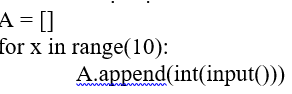 A = []
for x in range(10):
A.append(int(input()))